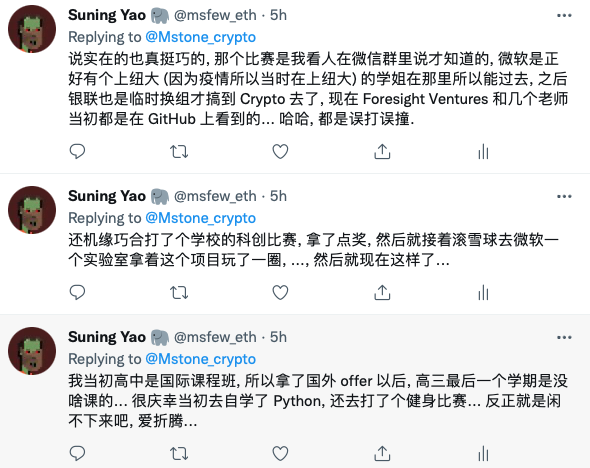 Suning Yao 🐘 @msfew_eth · 5h
Replying to @Mstone_crypto
说实在的也真挺巧的, 那个比赛是我看人在微信群里说才知道的, 微软是正
好有个上纽大 (因为疫情所以当时在上纽大) 的学姐在那里所以能过去, 之后
银联也是临时换组才搞到 Crypto 去了, 现在 Foresight Ventures 和几个老师
当初都是在 GitHub 上看到的... 哈哈, 都是误打误撞.
Suning Yao 🐘 @msfew_eth · 5h
Replying to @Mstone_crypto
还机缘巧合打了个学校的科创比赛, 拿了点奖, 然后就接着滚雪球去微软一
个实验室拿着这个项目玩了一圈, ..., 然后就现在这样了...
Suning Yao 🐘 @msfew_eth · 5h
Replying to @Mstone_crypto
我当初高中是国际课程班, 所以拿了国外 offer 以后, 高三最后一个学期是没
啥课的... 很庆幸当初去自学了 Python, 还去打了个健身比赛... 反正就是闲
不下来吧, 爱折腾...